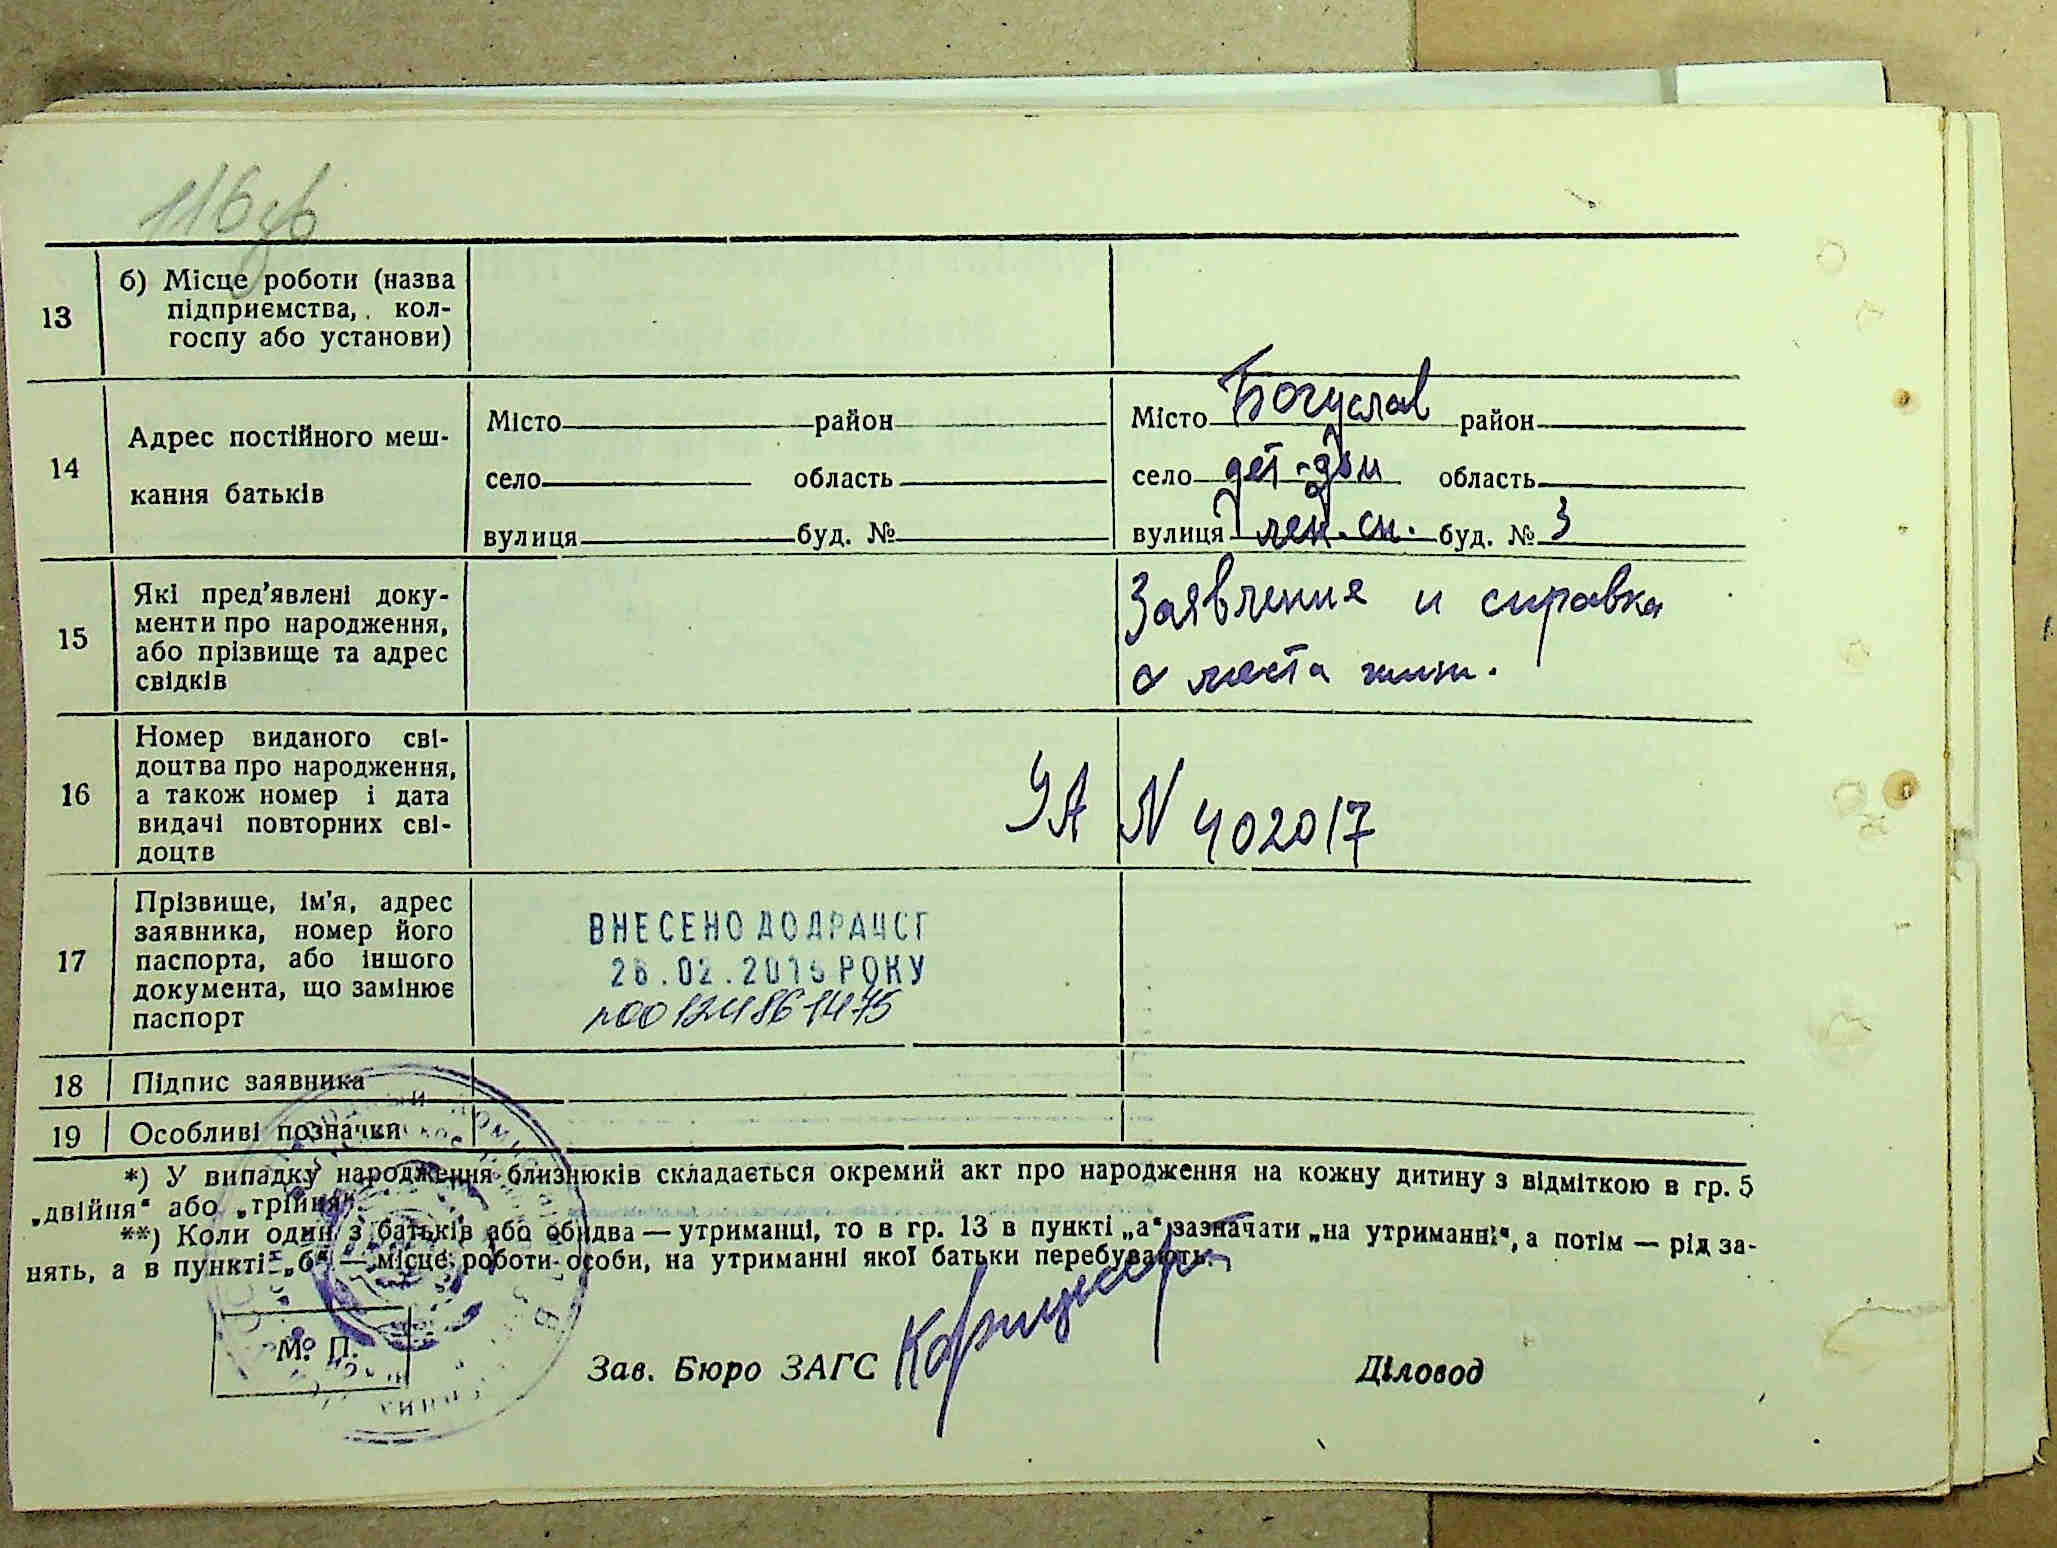 116зв
13
б) Місце роботи (назва
підприємства, кол-
госпу або установи)
14
Адрес постійного меш-
кання батьків
Місто район
село область
вулиця буд. №
Місто Богуслав район
село дет-дом область
вулиця буд. № 3
15
Які пред'явлені доку-
менти про народження,
або прізвище та адрес
свідків
Заявление и справка
о места жит.
16
Номер виданого сві-
доцтва про народження,
а також номер і дата
видачі повторних сві-
доцтв
УА N 402017
17
Прізвище, ім'я, адрес
заявника, номер його
паспорта, або іншого
документа, що замінює
паспорт
ВНЕСЕНО ДО ДРАЦСГ
26.02.2015 РОКУ
n00124861475
18
Підпис заявника
19
Особливі позначки
*) У випадку народження близнюків складається окремий акт про народження на кожну дитину з відміткою в гр. 5
„двійня“ або „трійня“.
**) Коли один з батьків або обидва — утриманці, то в гр. 13 в пункті „а“ зазначати „на утриманні“, а потім — рід за-
нять, а в пункті „б“ — місце роботи особи, на утриманні якої батьки перебувають.
М. П.
Зав. Бюро ЗАГС
Діловод